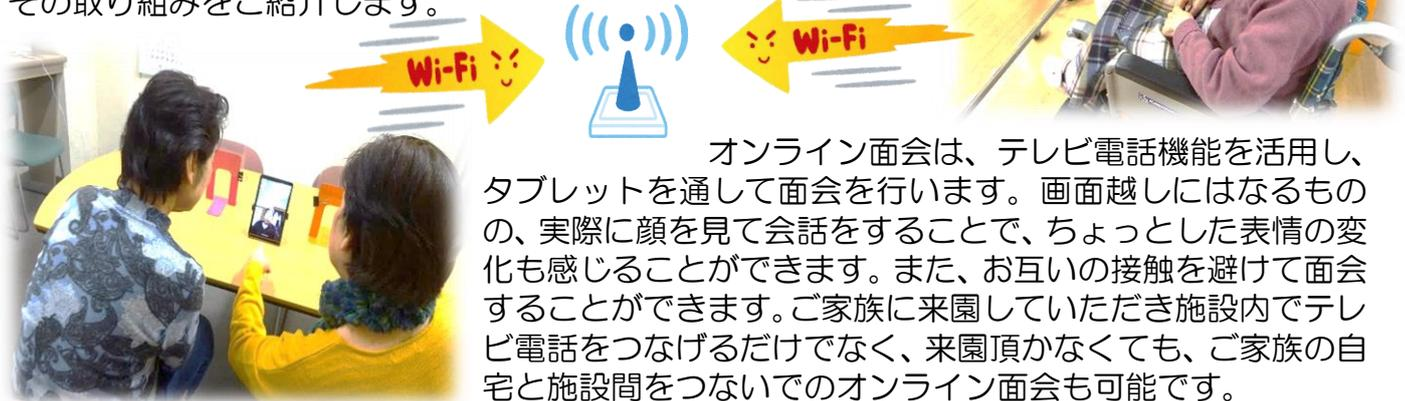 その取り組みをご紹介します。
Wi-Fi
Wi-Fi
オンライン面会は、テレビ電話機能を活用し、
タブレットを通して面会を行います。画面越しにはなるもの
の、実際に顔を見て会話をすることで、ちょっとした表情の変
化も感じることができます。また、お互いの接触を避けて面会
することができます。ご家族に来園していただき施設内でテレ
ビ電話をつなげるだけでなく、来園頂かなくても、ご家族の自
宅と施設間をつないでのオンライン面会も可能です。